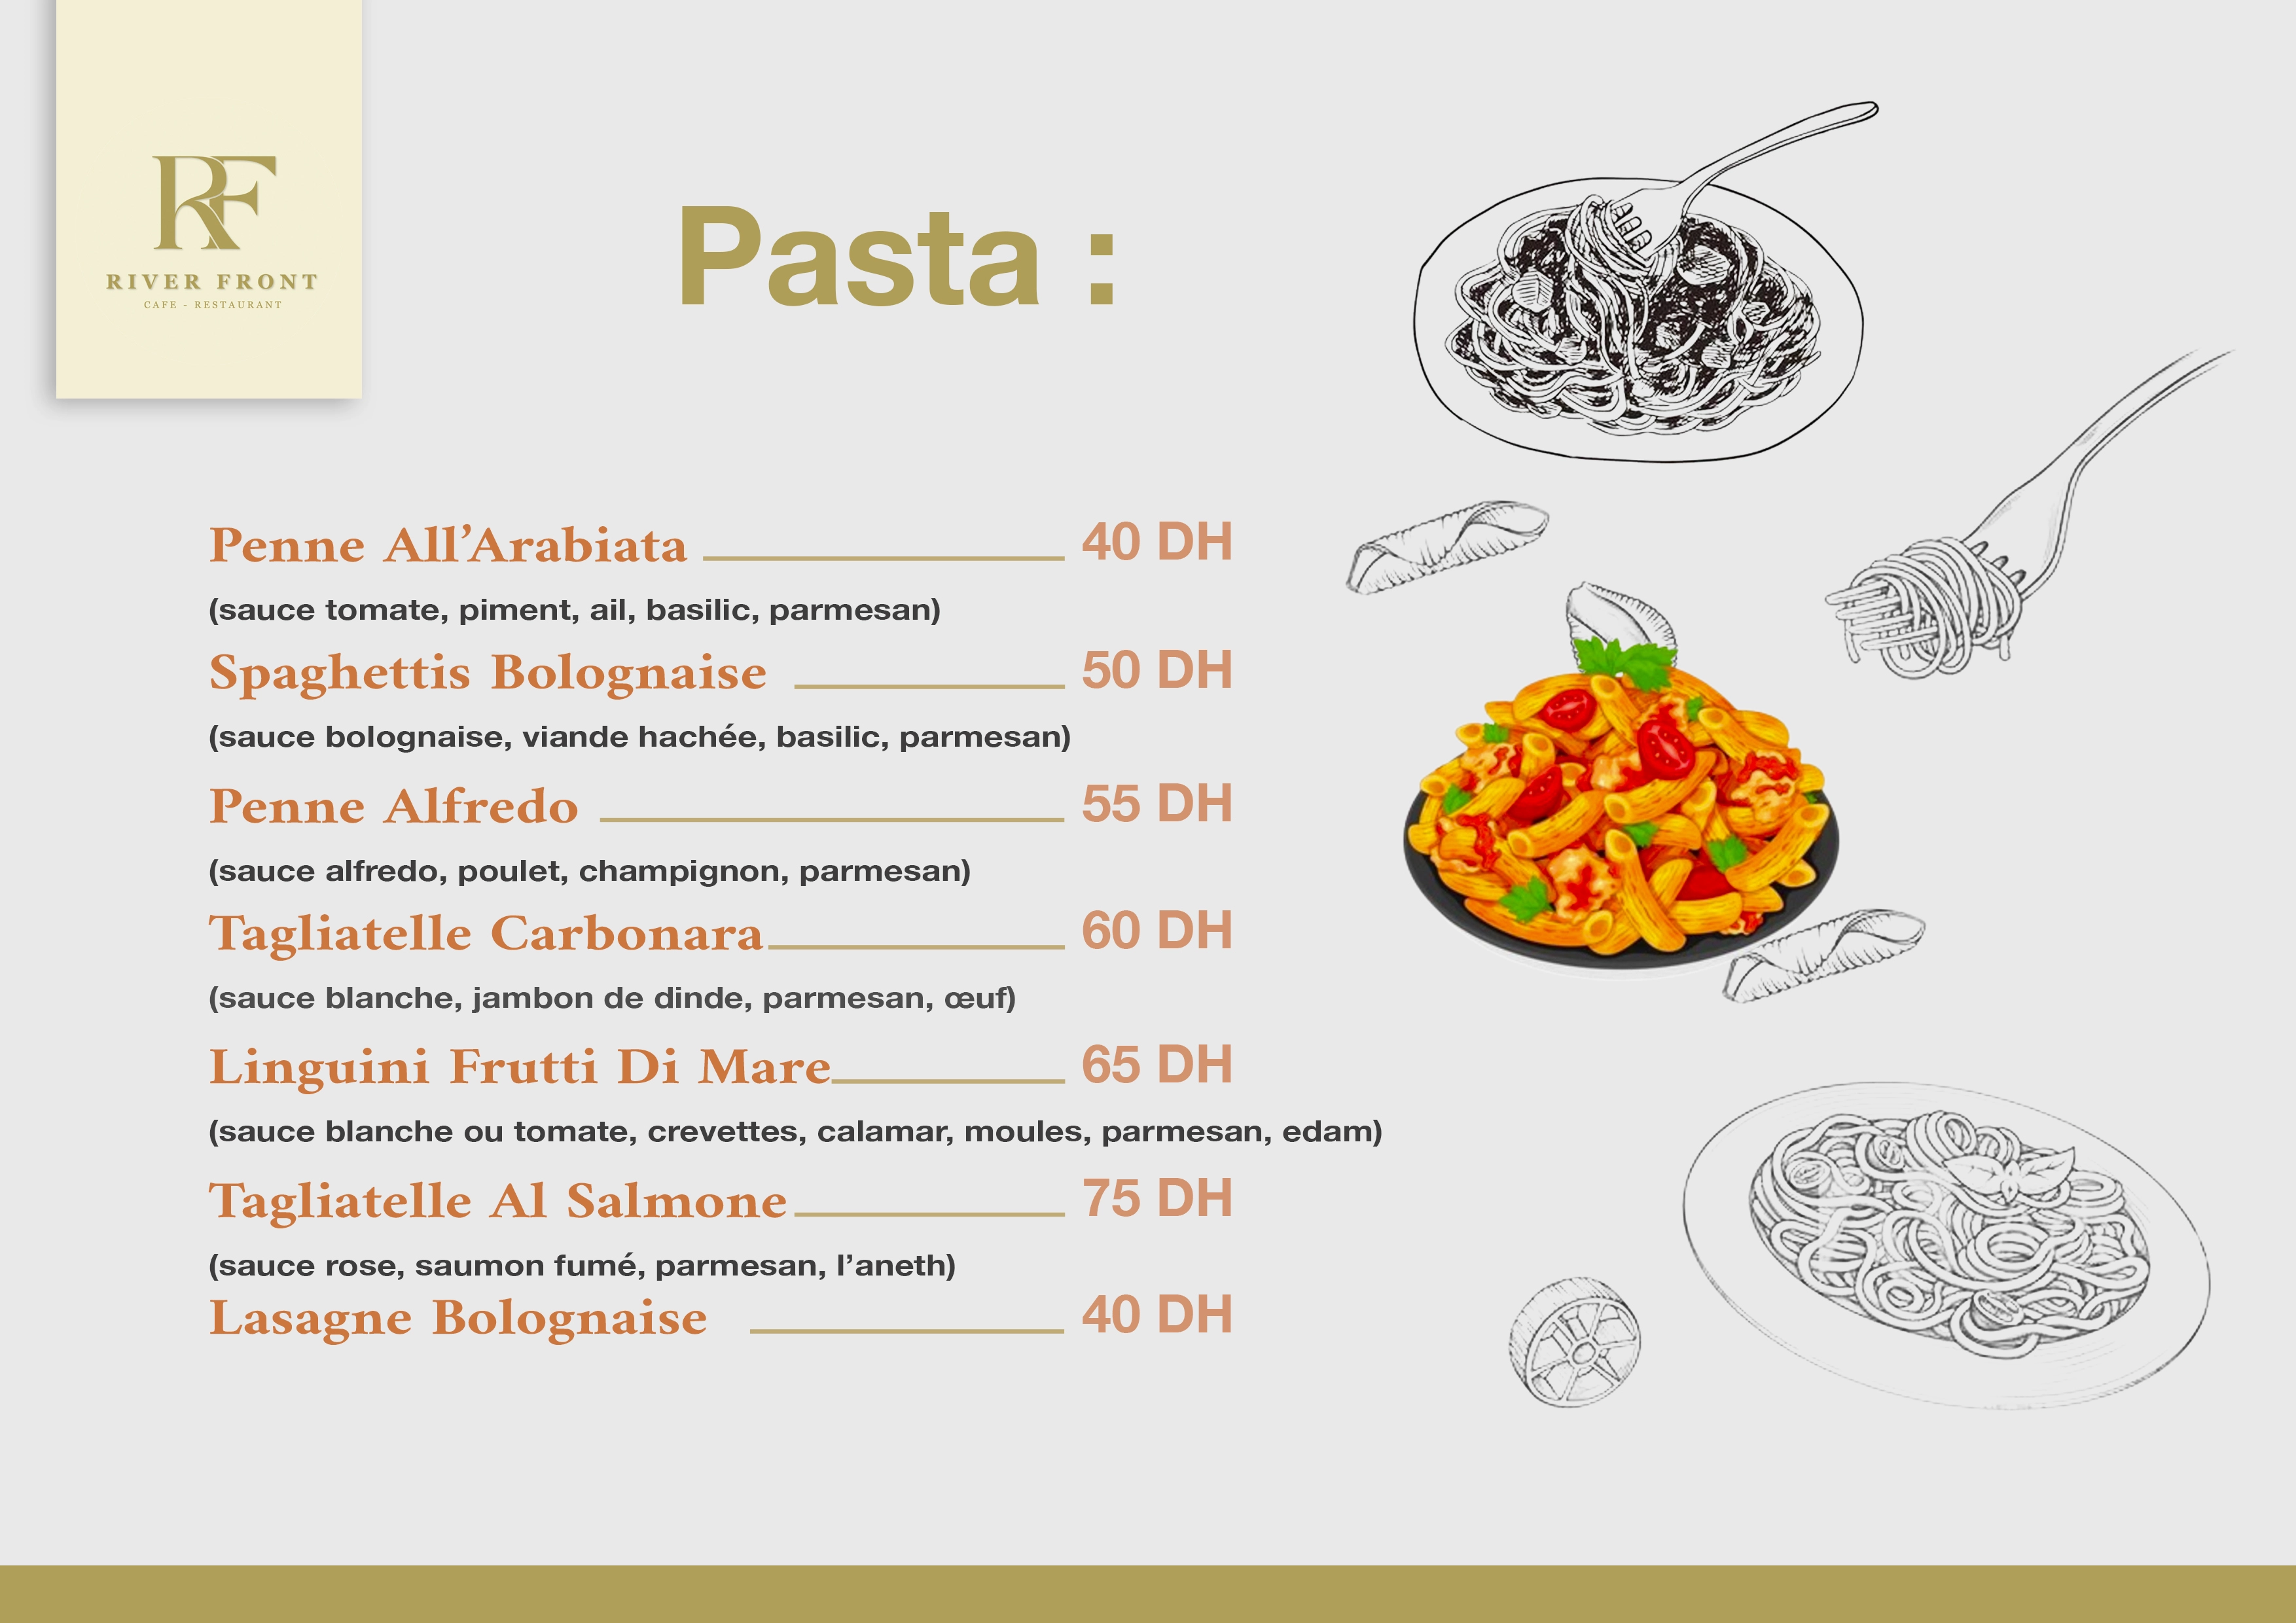 RF
RIVER FRONT
CAFE - RESTAURANT
Pasta :
Penne All’Arabiata 40 DH
(sauce tomate, piment, ail, basilic, parmesan)
Spaghettis Bolognaise 50 DH
(sauce bolognaise, viande hachée, basilic, parmesan)
Penne Alfredo 55 DH
(sauce alfredo, poulet, champignon, parmesan)
Tagliatelle Carbonara 60 DH
(sauce blanche, jambon de dinde, parmesan, œuf)
Linguini Frutti Di Mare 65 DH
(sauce blanche ou tomate, crevettes, calamar, moules, parmesan, edam)
Tagliatelle Al Salmone 75 DH
(sauce rose, saumon fumé, parmesan, l’aneth)
Lasagne Bolognaise 40 DH